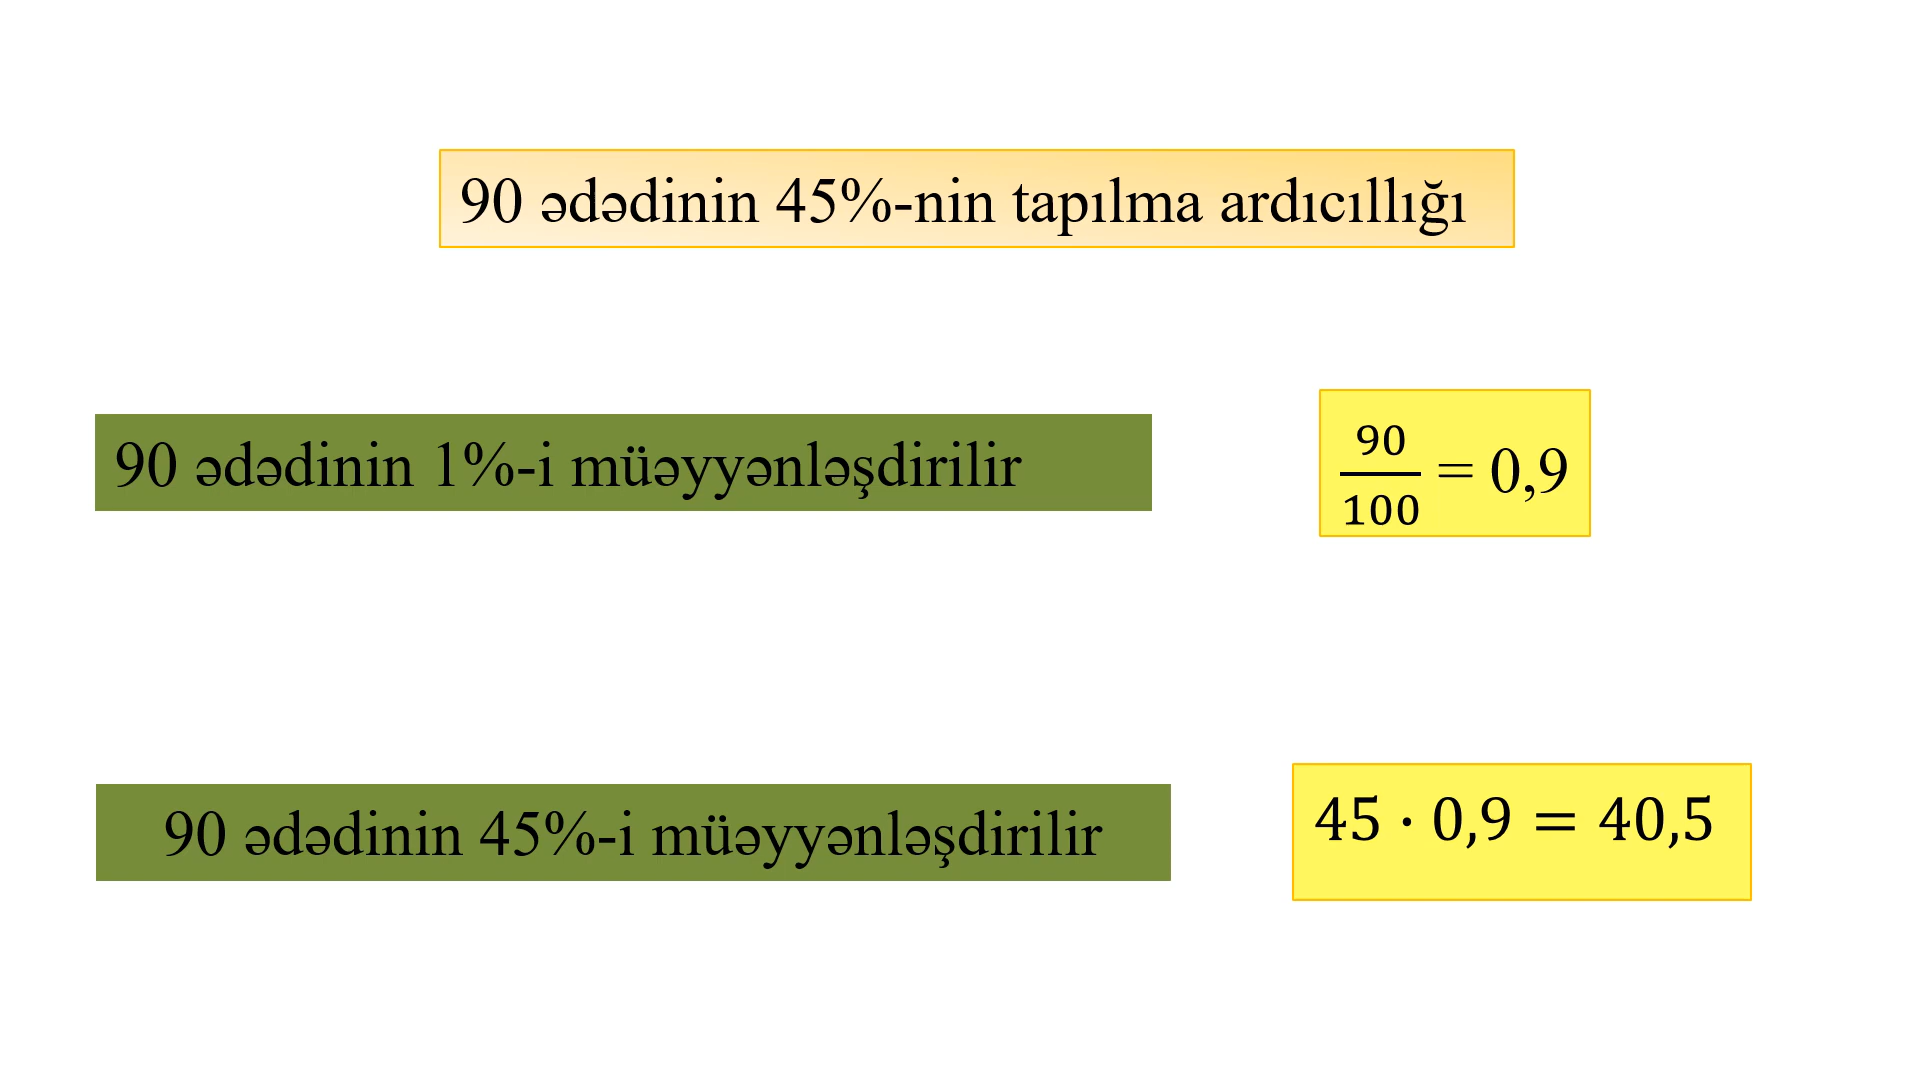 90 ədədinin 45%-nin tapılma ardıcıllığı
90 ədədinin 1%-i müəyyənləşdirilir
90/100 = 0,9
90 ədədinin 45%-i müəyyənləşdirilir
45 · 0,9 = 40,5